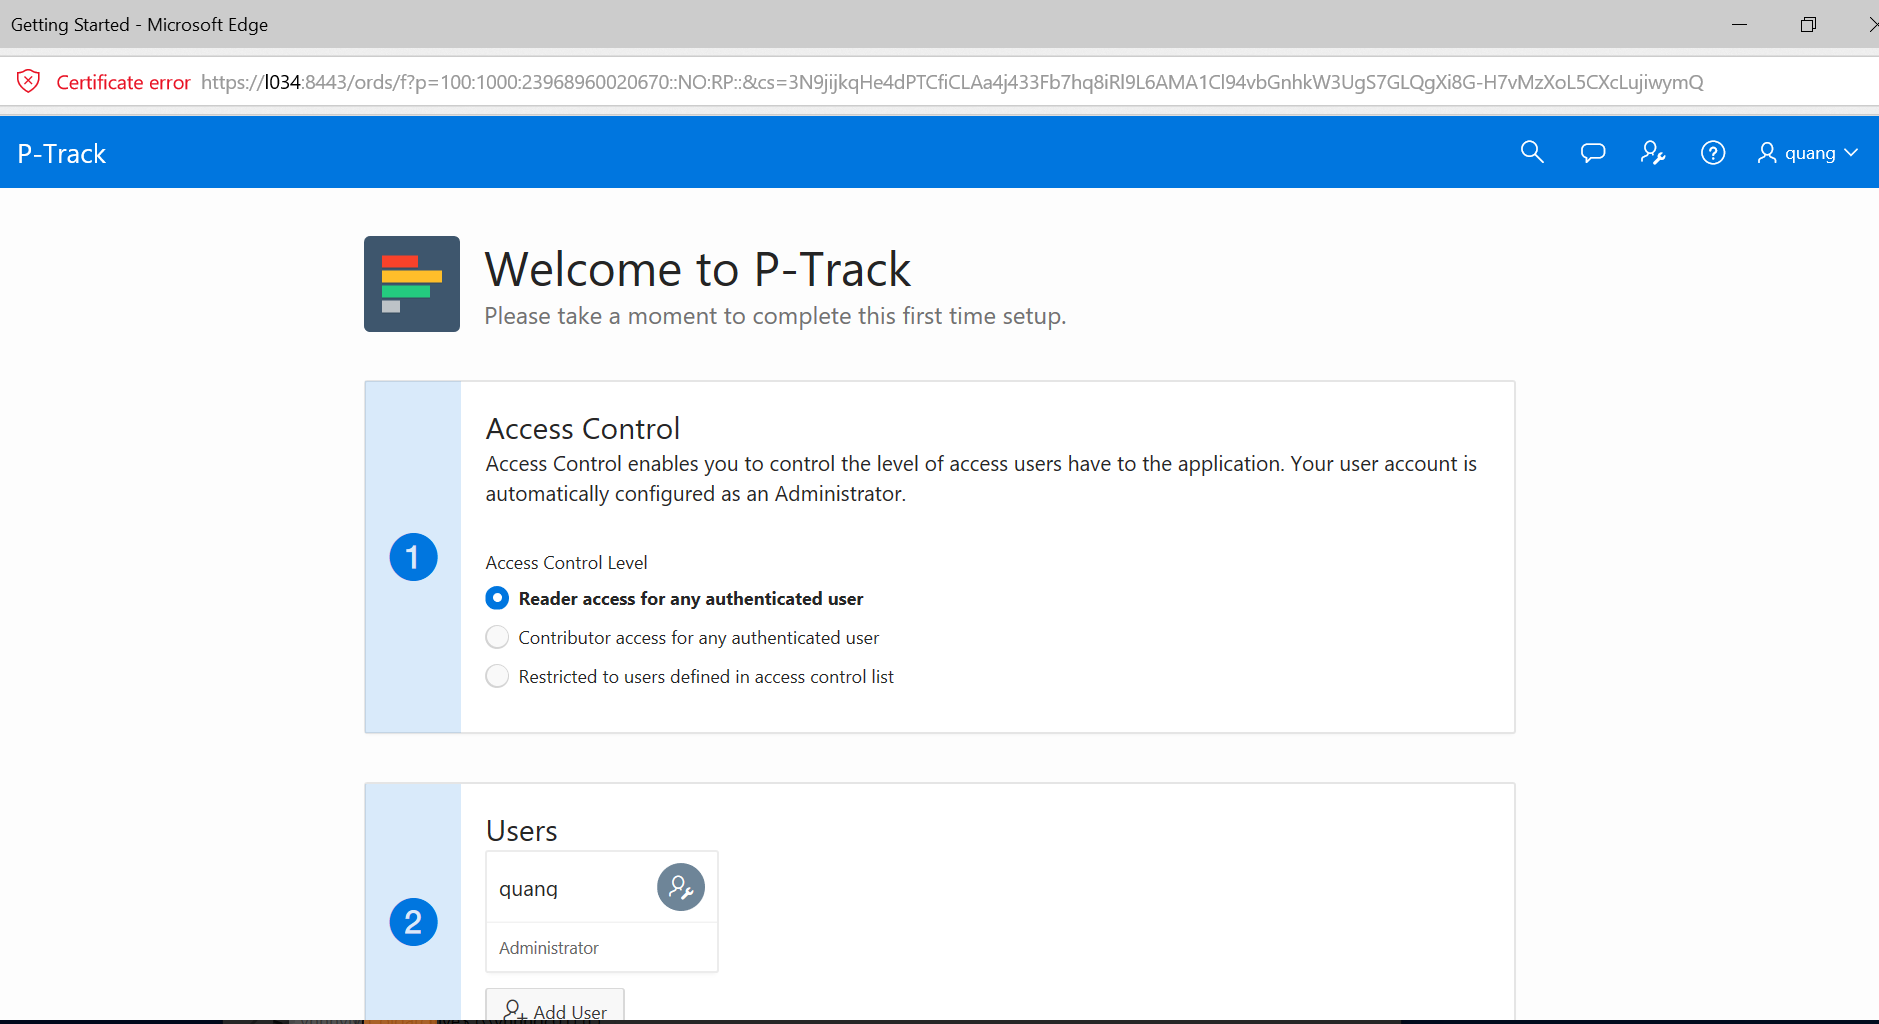 Getting Started - Microsoft Edge
Certificate error https://l034:8443/ords/f?p=100:1000:23968960020670::NO:RP::&cs=3N9jijkqHe4dPTCfiCLAa4j433Fb7hq8iRl9L6AMA1Cl94vbGnhkW3UgS7GLQgXi8G-H7vMzXoL5CXcLujiwymQ
P-Track
quang
Welcome to P-Track
Please take a moment to complete this first time setup.
Access Control
Access Control enables you to control the level of access users have to the application. Your user account is
automatically configured as an Administrator.
1
Access Control Level
Reader access for any authenticated user
Contributor access for any authenticated user
Restricted to users defined in access control list
Users
quang
2
Administrator
Add User